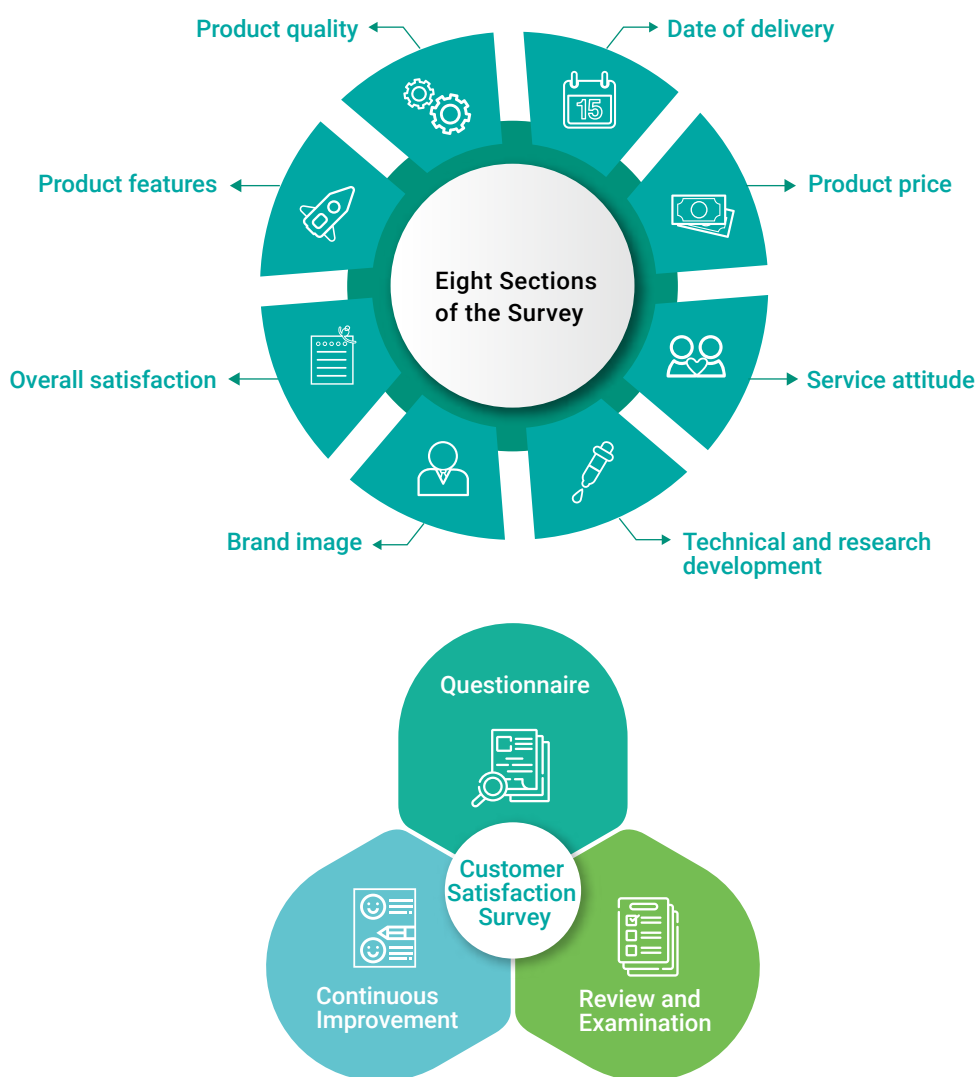 Product quality
Date of delivery
15
Product features
Product price
Eight Sections
of the Survey
Overall satisfaction
Service attitude
Brand image
Technical and research
development
Questionnaire
Customer
Satisfaction
Survey
Continuous
Improvement
Review and
Examination